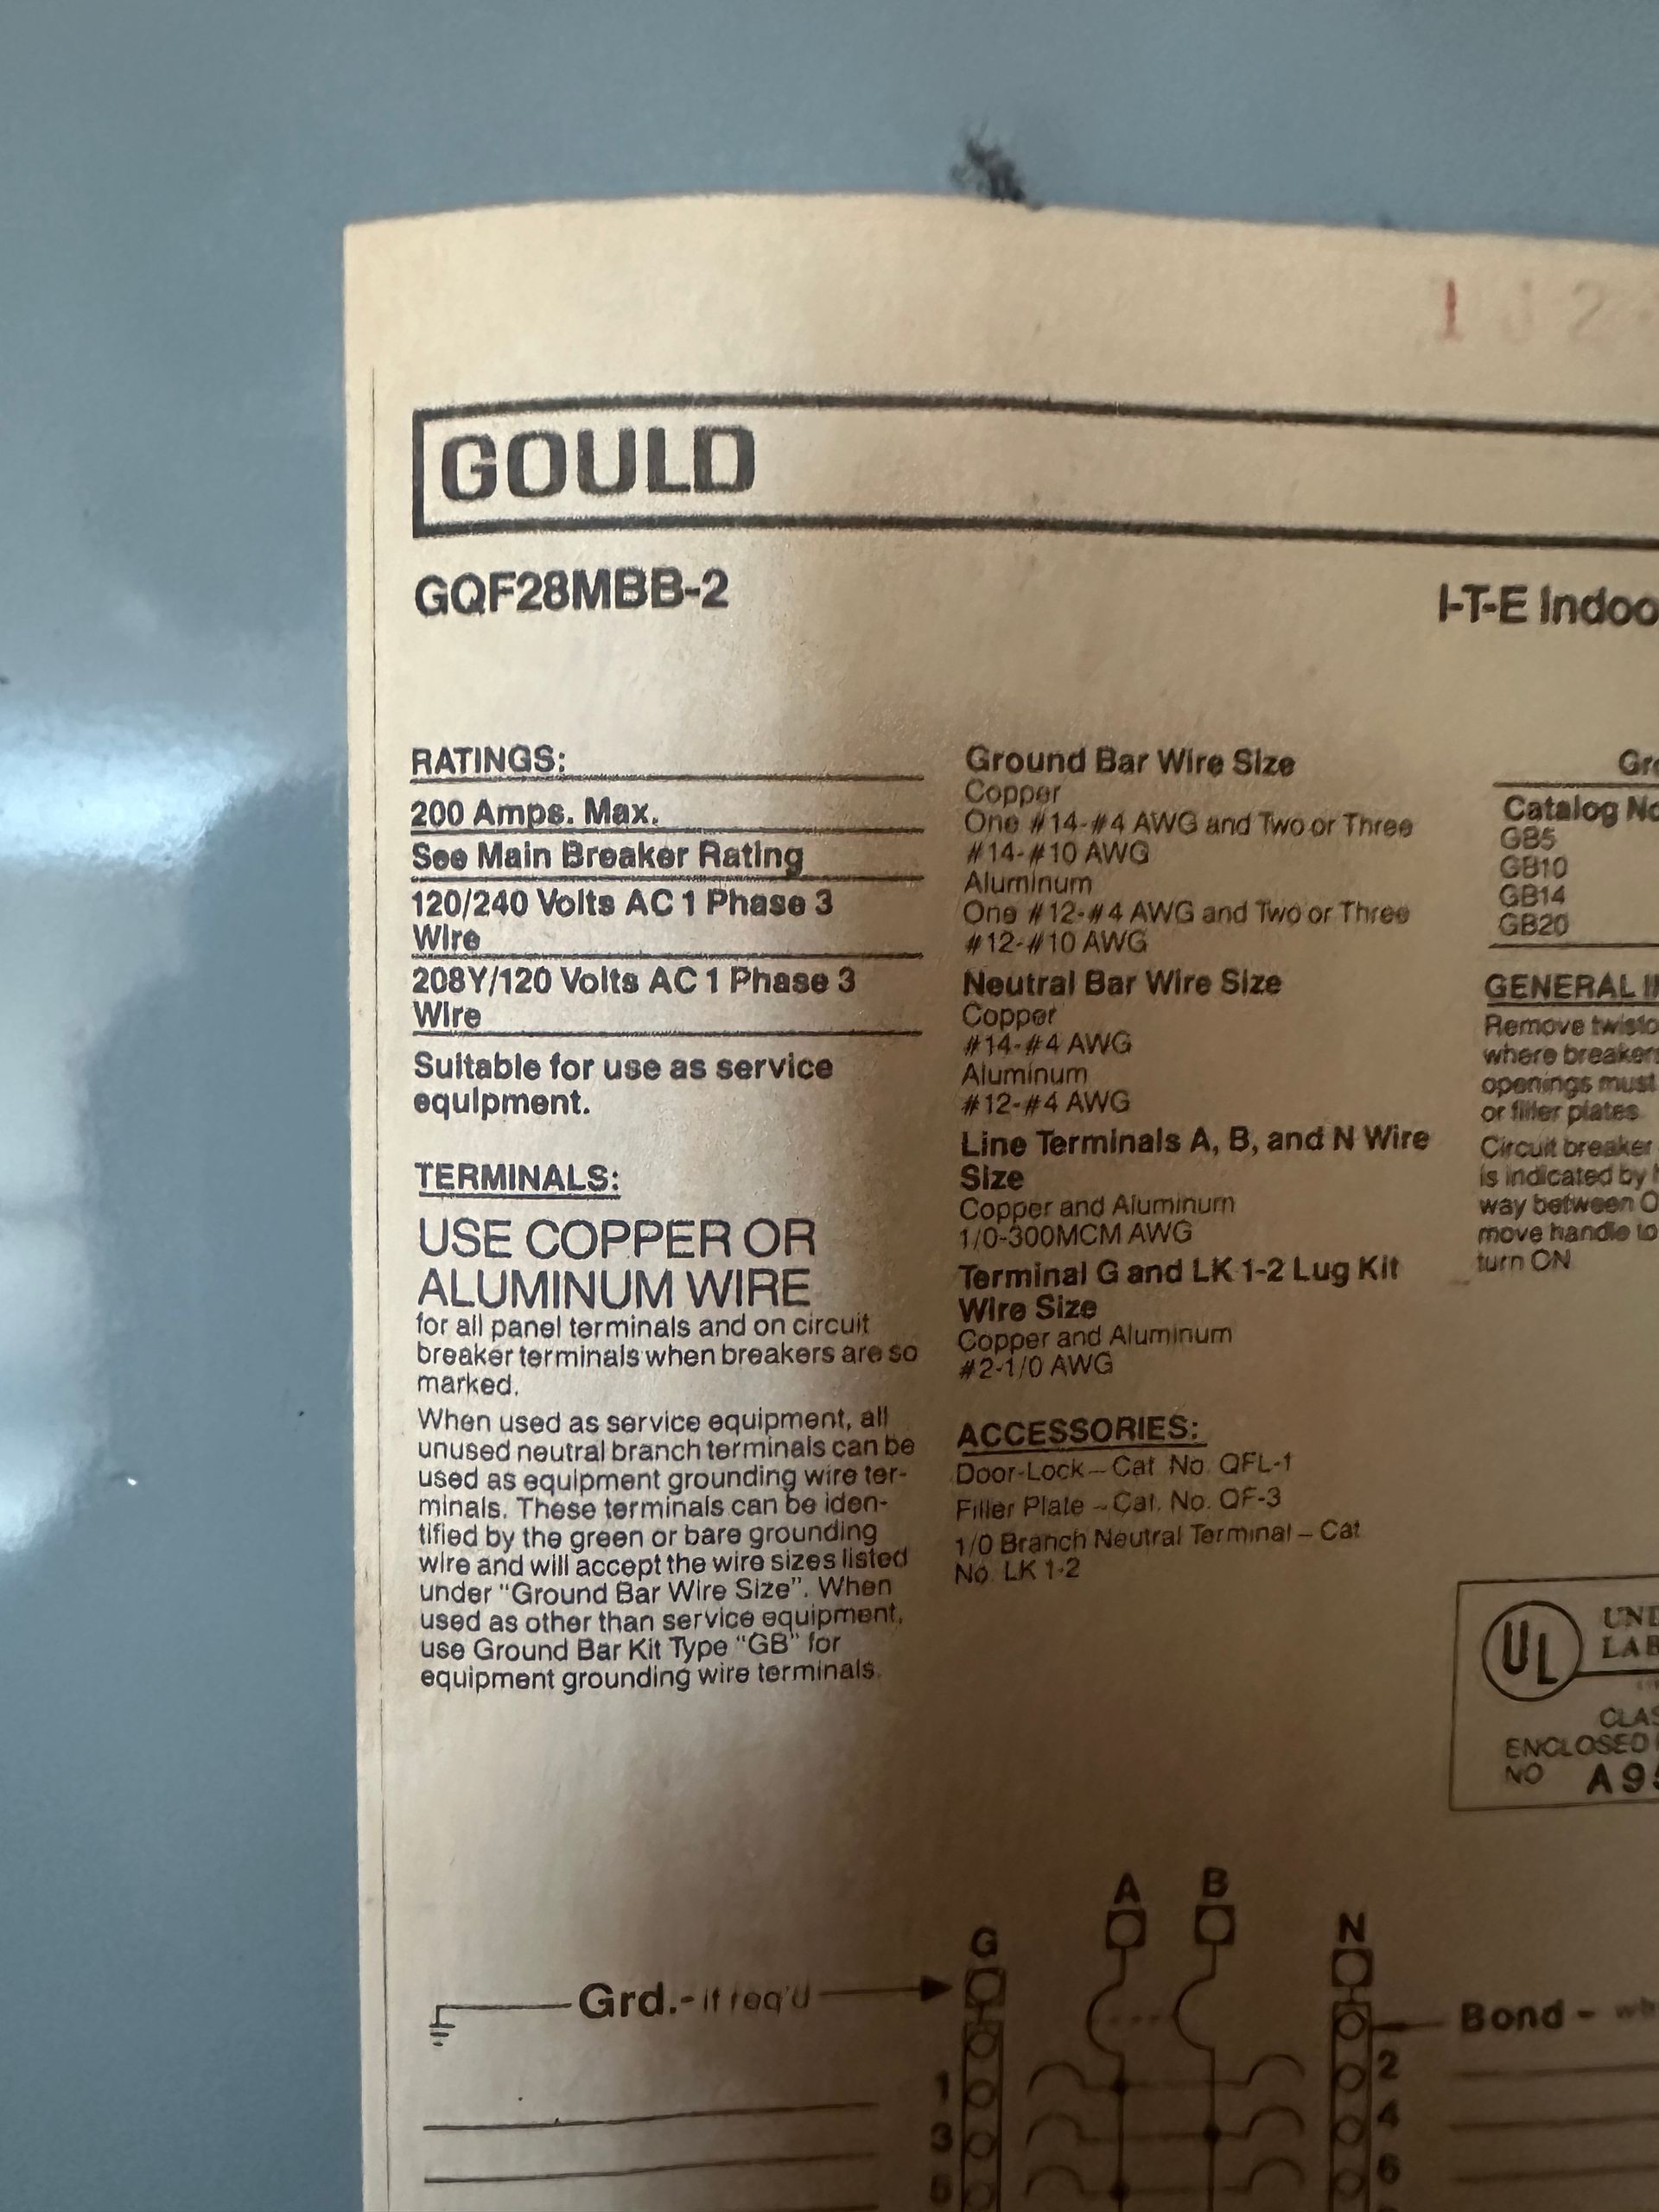 1 J 2
GOULD
GQF28MBB-2
I-T-E Indoo
RATINGS:
200 Amps. Max.
See Main Breaker Rating
120/240 Volts AC 1 Phase 3
Wire
208Y/120 Volts AC 1 Phase 3
Wire
Suitable for use as service
equipment.
TERMINALS:
USE COPPER OR
ALUMINUM WIRE
for all panel terminals and on circuit
breaker terminals when breakers are so
marked.
When used as service equipment, all
unused neutral branch terminals can be
used as equipment grounding wire ter-
minals. These terminals can be iden-
tified by the green or bare grounding
wire and will accept the wire sizes listed
under "Ground Bar Wire Size". When
used as other than service equipment,
use Ground Bar Kit Type "GB" for
equipment grounding wire terminals.
Ground Bar Wire Size
Copper
One #14-#4 AWG and Two or Three
#14-#10 AWG
Aluminum
One #12-#4 AWG and Two or Three
#12-#10 AWG
Neutral Bar Wire Size
Copper
#14-#4 AWG
Aluminum
#12-#4 AWG
Line Terminals A, B, and N Wire
Size
Copper and Aluminum
1/0-300MCM AWG
Terminal G and LK 1-2 Lug Kit
Wire Size
Copper and Aluminum
#2-1/0 AWG
ACCESSORIES:
Door-Lock – Cat. No. QFL-1
Filler Plate – Cat. No. QF-3
1/0 Branch Neutral Terminal – Cat.
No. LK 1-2
Gro
Catalog No
GB5
GB10
GB14
GB20
GENERAL IN
Remove twisto
where breakers
openings must
or filler plates.
Circuit breaker
is indicated by h
way between O
move handle to
turn ON
UL
UND
LAB
CLAS
ENCLOSED
NO A95
A B
G N
Grd.- if req'd
Bond - wh
1 2
3 4
5 6